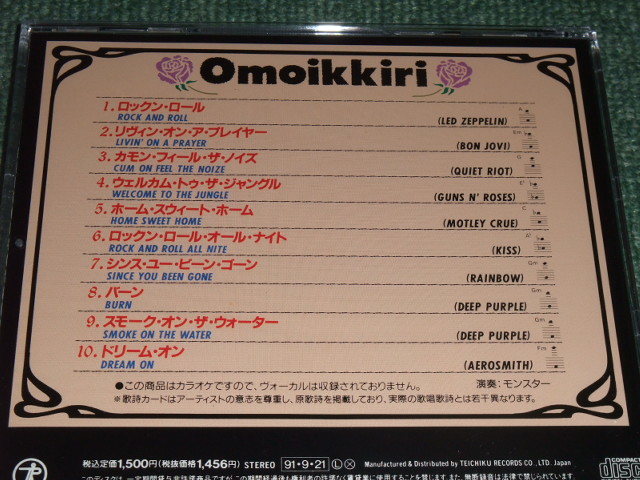 Omoikkiri
1. ロックン・ロール
ROCK AND ROLL
(LED ZEPPELIN)
A
2. リヴィン・オン・ア・プレイヤー
LIVIN' ON A PRAYER
(BON JOVI)
Em
3. カモン・フィール・ザ・ノイズ
CUM ON FEEL THE NOIZE
(QUIET RIOT)
G
4. ウェルカム・トゥ・ザ・ジャングル
WELCOME TO THE JUNGLE
(GUNS N' ROSES)
5. ホーム・スウィート・ホーム
HOME SWEET HOME
(MOTLEY CRUE)
C
6. ロックン・ロール・オール・ナイト
ROCK AND ROLL ALL NITE
(KISS)
7. シンス・ユー・ビーン・ゴーン
SINCE YOU BEEN GONE
(RAINBOW)
Gm
8. バーン
BURN
(DEEP PURPLE)
Gm
9. スモーク・オン・ザ・ウォーター
SMOKE ON THE WATER
(DEEP PURPLE)
Gm
10. ドリーム・オン
DREAM ON
(AEROSMITH)
Fm
●この商品はカラオケですので、ヴォーカルは収録されておりません。
演奏:モンスター
※歌詩カードはアーティストの意志を尊重し、原歌詩を掲載しており、実際の歌唱歌詩とは若干異なります。
税込定価1,500円(税抜価格1,456円) STEREO 91・9・21 Ⓛ Ⓧ Manufactured & Distributed by TEICHIKU RECORDS CO., LTD. Japan
COMPACT
disc